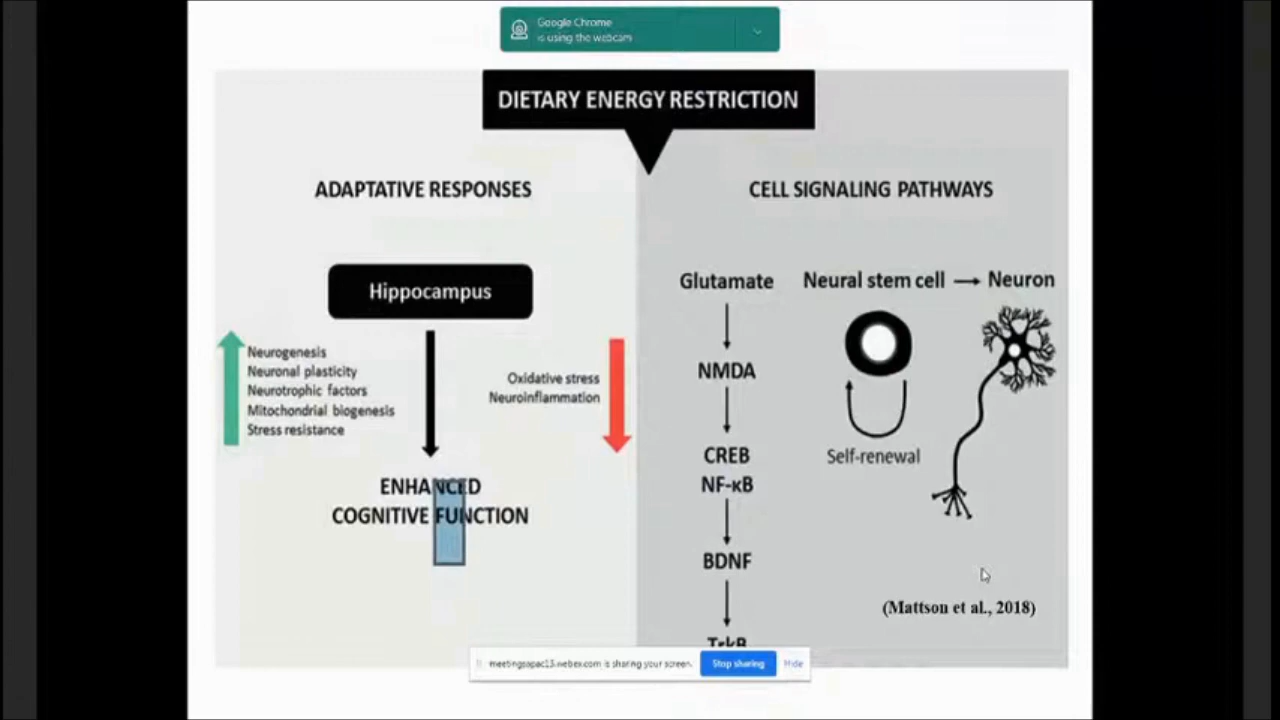 Google Chrome
is using the webcam
DIETARY ENERGY RESTRICTION
ADAPTATIVE RESPONSES
Hippocampus
Neurogenesis
Neuronal plasticity
Neurotrophic factors
Mitochondrial biogenesis
Stress resistance
Oxidative stress
Neuroinflammation
ENHANCED
COGNITIVE FUNCTION
CELL SIGNALING PATHWAYS
Glutamate
NMDA
CREB
NF-κB
BDNF
TrkB
Neural stem cell → Neuron
Self-renewal
(Mattson et al., 2018)
meetingsapac13.webex.com is sharing your screen.
Stop sharing
Hide